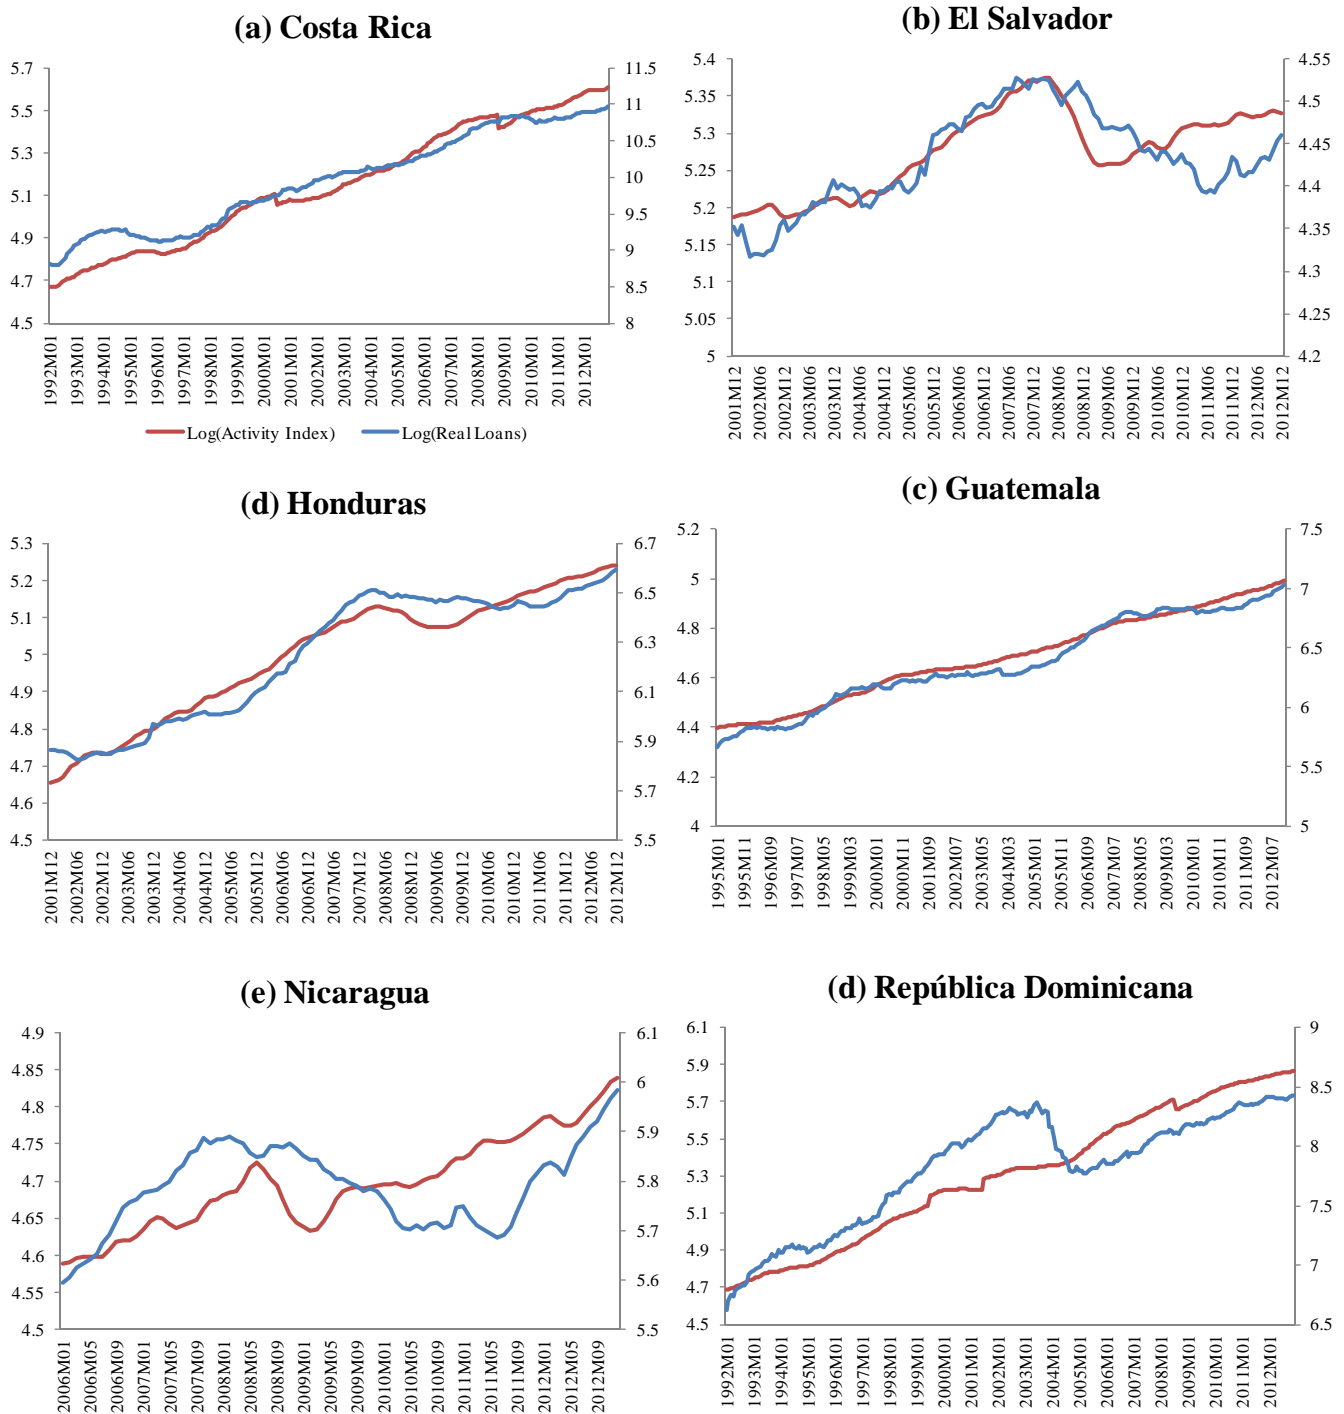 (a) Costa Rica
5.7
5.5
5.3
5.1
4.9
4.7
4.5
11.5
11
10.5
10
9.5
9
8.5
8
1992M01
1993M01
1994M01
1995M01
1996M01
1997M01
1998M01
1999M01
2000M01
2001M01
2002M01
2003M01
2004M01
2005M01
2006M01
2007M01
2008M01
2009M01
2010M01
2011M01
2012M01
Log(Activity Index)
Log(Real Loans)
(b) El Salvador
5.4
5.35
5.3
5.25
5.2
5.15
5.1
5.05
5
4.55
4.5
4.45
4.4
4.35
4.3
4.25
4.2
2001M12
2002M06
2002M12
2003M06
2003M12
2004M06
2004M12
2005M06
2005M12
2006M06
2006M12
2007M06
2007M12
2008M06
2008M12
2009M06
2009M12
2010M06
2010M12
2011M06
2011M12
2012M06
2012M12
(d) Honduras
5.3
5.2
5.1
5
4.9
4.8
4.7
4.6
4.5
6.7
6.5
6.3
6.1
5.9
5.7
5.5
2001M12
2002M06
2002M12
2003M06
2003M12
2004M06
2004M12
2005M06
2005M12
2006M06
2006M12
2007M06
2007M12
2008M06
2008M12
2009M06
2009M12
2010M06
2010M12
2011M06
2011M12
2012M06
2012M12
(c) Guatemala
5.2
5
4.8
4.6
4.4
4.2
4
7.5
7
6.5
6
5.5
5
1995M01
1995M11
1996M09
1997M07
1998M05
1999M03
2000M01
2000M11
2001M09
2002M07
2003M05
2004M03
2005M01
2005M11
2006M09
2007M07
2008M05
2009M03
2010M01
2010M11
2011M09
2012M07
(e) Nicaragua
4.9
4.85
4.8
4.75
4.7
4.65
4.6
4.55
4.5
6.1
6
5.9
5.8
5.7
5.6
5.5
2006M01
2006M05
2006M09
2007M01
2007M05
2007M09
2008M01
2008M05
2008M09
2009M01
2009M05
2009M09
2010M01
2010M05
2010M09
2011M01
2011M05
2011M09
2012M01
2012M05
2012M09
(d) República Dominicana
6.1
5.9
5.7
5.5
5.3
5.1
4.9
4.7
4.5
9
8.5
8
7.5
7
6.5
1992M01
1993M01
1994M01
1995M01
1996M01
1997M01
1998M01
1999M01
2000M01
2001M01
2002M01
2003M01
2004M01
2005M01
2006M01
2007M01
2008M01
2009M01
2010M01
2011M01
2012M01